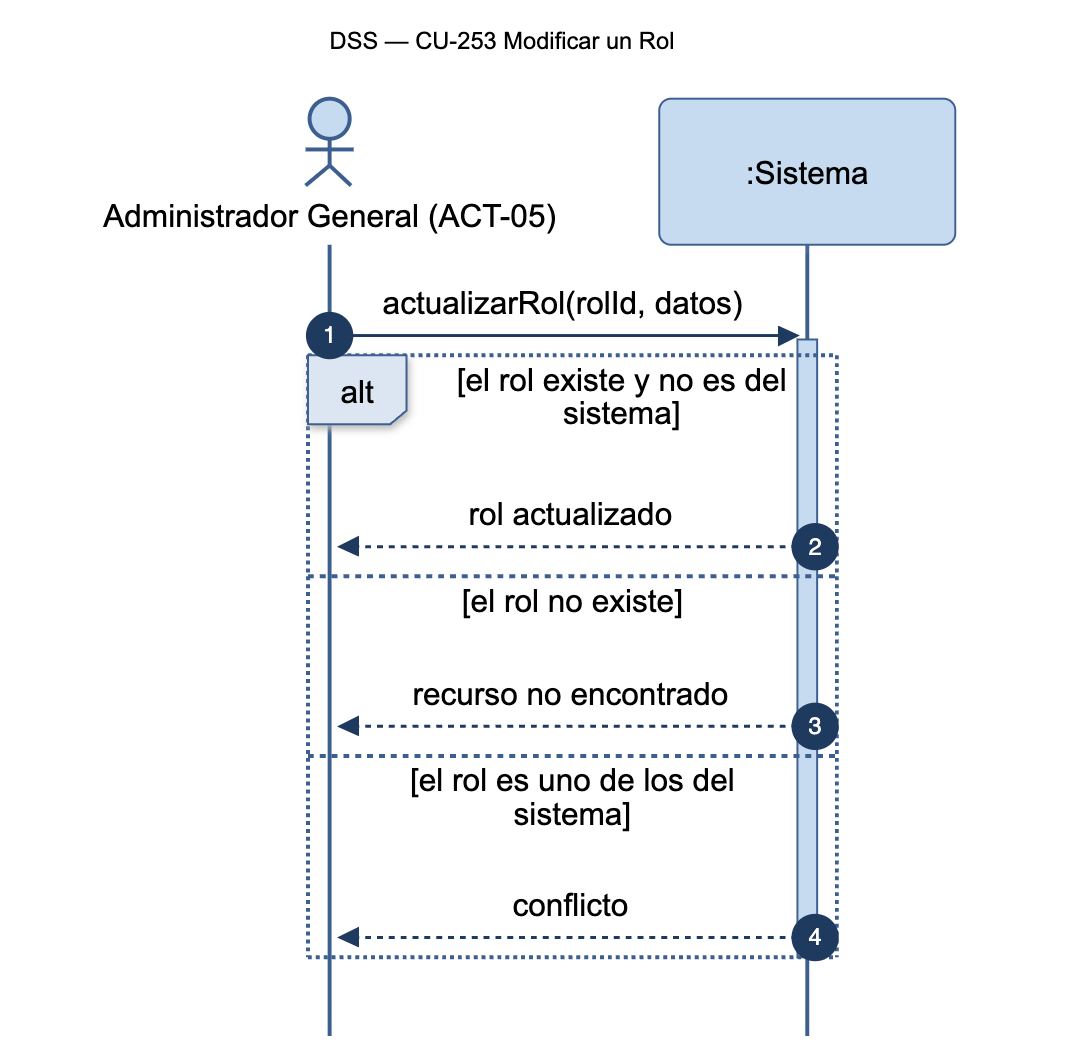 DSS — CU-253 Modificar un Rol
:Sistema
Administrador General (ACT-05)
actualizarRol(rolId, datos)
1
alt
[el rol existe y no es del
sistema]
rol actualizado
2
[el rol no existe]
recurso no encontrado
3
[el rol es uno de los del
sistema]
conflicto
4